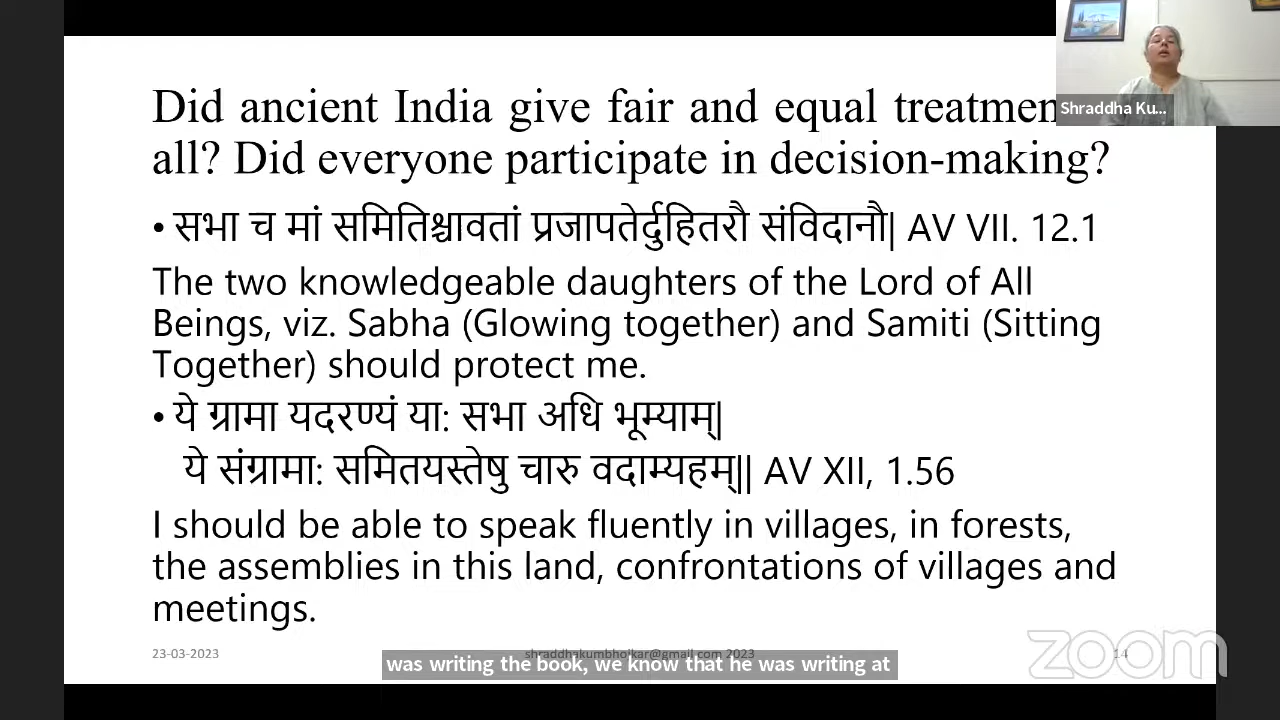 Did ancient India give fair and equal treatmen
all? Did everyone participate in decision-making?
• सभा च मां समितिश्चावतां प्रजापतेर्दुहितरौ संविदानौ| AV VII. 12.1
The two knowledgeable daughters of the Lord of All
Beings, viz. Sabha (Glowing together) and Samiti (Sitting
Together) should protect me.
• ये ग्रामा यदरण्यं या: सभा अधि भूम्याम्|
ये संग्रामा: समितयस्तेषु चारु वदाम्यहम्|| AV XII, 1.56
I should be able to speak fluently in villages, in forests,
the assemblies in this land, confrontations of villages and
meetings.
23-03-2023
shraddhakumbhojkar@gmail.com 2023
14
was writing the book, we know that he was writing at
Shraddha Ku...
zoom